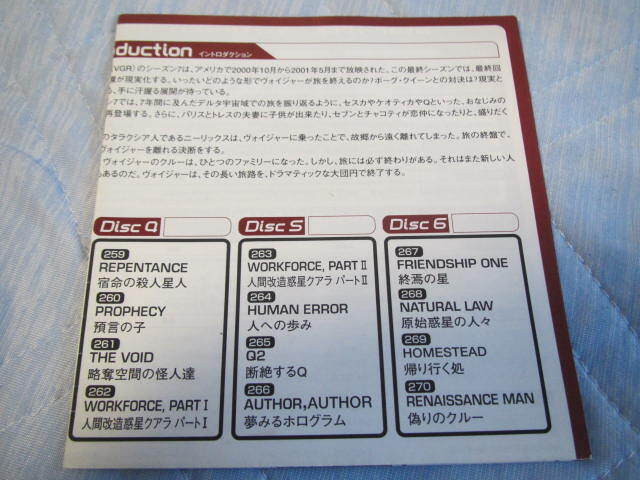 oduction イントロダクション
(VGR)のシーズン7は、アメリカで2000年10月から2001年5月まで放映された。この最終シーズンでは、最終回
が現実化する。いったいどのような形でヴォイジャーが旅を終えるのか?ボーグ・クイーンとの対決は?現実と
、手に汗握る展開が待っている。
7では、7年間に及んだデルタ宇宙域での旅を振り返るように、セスカやケオティカやQといった、おなじみの
再登場する。さらに、パリスとトレスの夫妻に子供が出来たり、セブンとチャコティが恋仲になったりと、盛りだく
のタラクシア人であるニーリックスは、ヴォイジャーに乗ったことで、故郷から遠く離れてしまった。旅の終盤で、
ヴォイジャーを離れる決断をする。
ヴォイジャーのクルーは、ひとつのファミリーになった。しかし、旅には必ず終わりがある。それはまた新しい人
もあるのだ。ヴォイジャーは、その長い旅路を、ドラマティックな大団円で終了する。
Disc 4
259
REPENTANCE
宿命の殺人星人
260
PROPHECY
預言の子
261
THE VOID
略奪空間の怪人達
262
WORKFORCE, PART I
人間改造惑星クアラ パートI
Disc 5
263
WORKFORCE, PART II
人間改造惑星クアラ パートII
264
HUMAN ERROR
人への歩み
265
Q2
断絶するQ
266
AUTHOR,AUTHOR
夢みるホログラム
Disc 6
267
FRIENDSHIP ONE
終焉の星
268
NATURAL LAW
原始惑星の人々
269
HOMESTEAD
帰り行く処
270
RENAISSANCE MAN
偽りのクルー